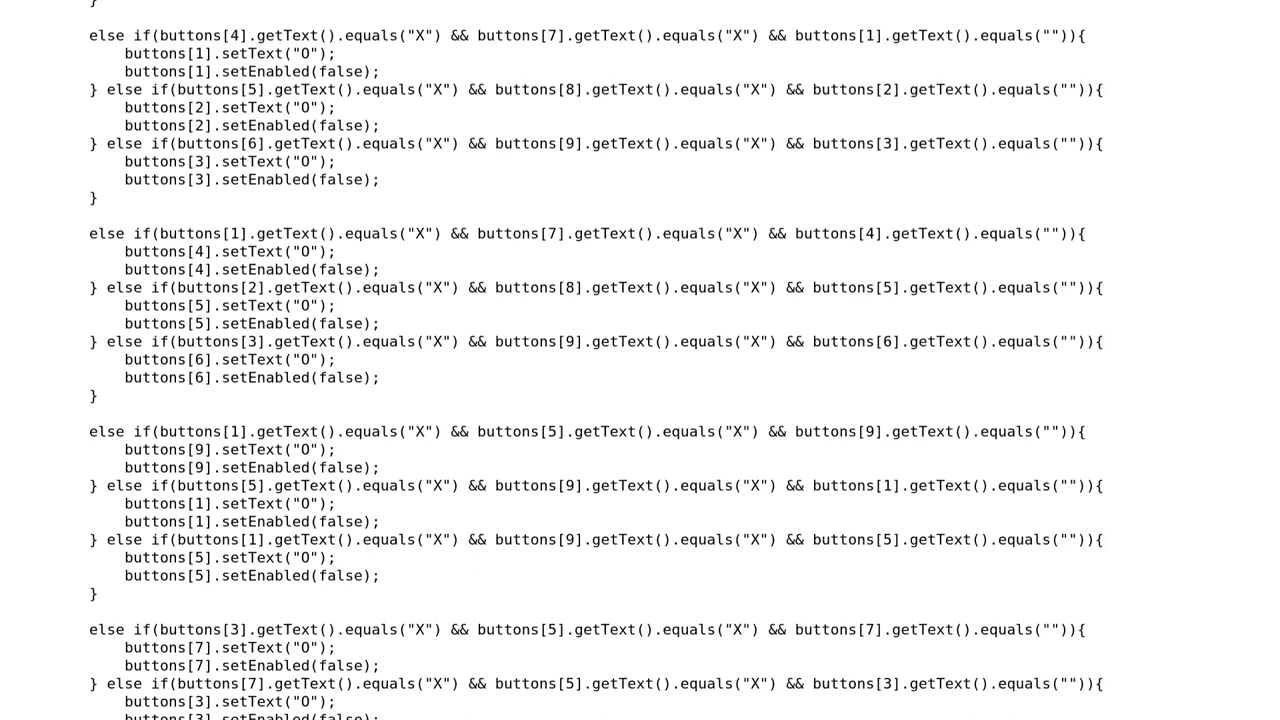 }
else if(buttons[4].getText().equals("X") && buttons[7].getText().equals("X") && buttons[1].getText().equals("")){
buttons[1].setText("O");
buttons[1].setEnabled(false);
} else if(buttons[5].getText().equals("X") && buttons[8].getText().equals("X") && buttons[2].getText().equals("")){
buttons[2].setText("O");
buttons[2].setEnabled(false);
} else if(buttons[6].getText().equals("X") && buttons[9].getText().equals("X") && buttons[3].getText().equals("")){
buttons[3].setText("O");
buttons[3].setEnabled(false);
}
else if(buttons[1].getText().equals("X") && buttons[7].getText().equals("X") && buttons[4].getText().equals("")){
buttons[4].setText("O");
buttons[4].setEnabled(false);
} else if(buttons[2].getText().equals("X") && buttons[8].getText().equals("X") && buttons[5].getText().equals("")){
buttons[5].setText("O");
buttons[5].setEnabled(false);
} else if(buttons[3].getText().equals("X") && buttons[9].getText().equals("X") && buttons[6].getText().equals("")){
buttons[6].setText("O");
buttons[6].setEnabled(false);
}
else if(buttons[1].getText().equals("X") && buttons[5].getText().equals("X") && buttons[9].getText().equals("")){
buttons[9].setText("O");
buttons[9].setEnabled(false);
} else if(buttons[5].getText().equals("X") && buttons[9].getText().equals("X") && buttons[1].getText().equals("")){
buttons[1].setText("O");
buttons[1].setEnabled(false);
} else if(buttons[1].getText().equals("X") && buttons[9].getText().equals("X") && buttons[5].getText().equals("")){
buttons[5].setText("O");
buttons[5].setEnabled(false);
}
else if(buttons[3].getText().equals("X") && buttons[5].getText().equals("X") && buttons[7].getText().equals("")){
buttons[7].setText("O");
buttons[7].setEnabled(false);
} else if(buttons[7].getText().equals("X") && buttons[5].getText().equals("X") && buttons[3].getText().equals("")){
buttons[3].setText("O");
buttons[3].setEnabled(false);